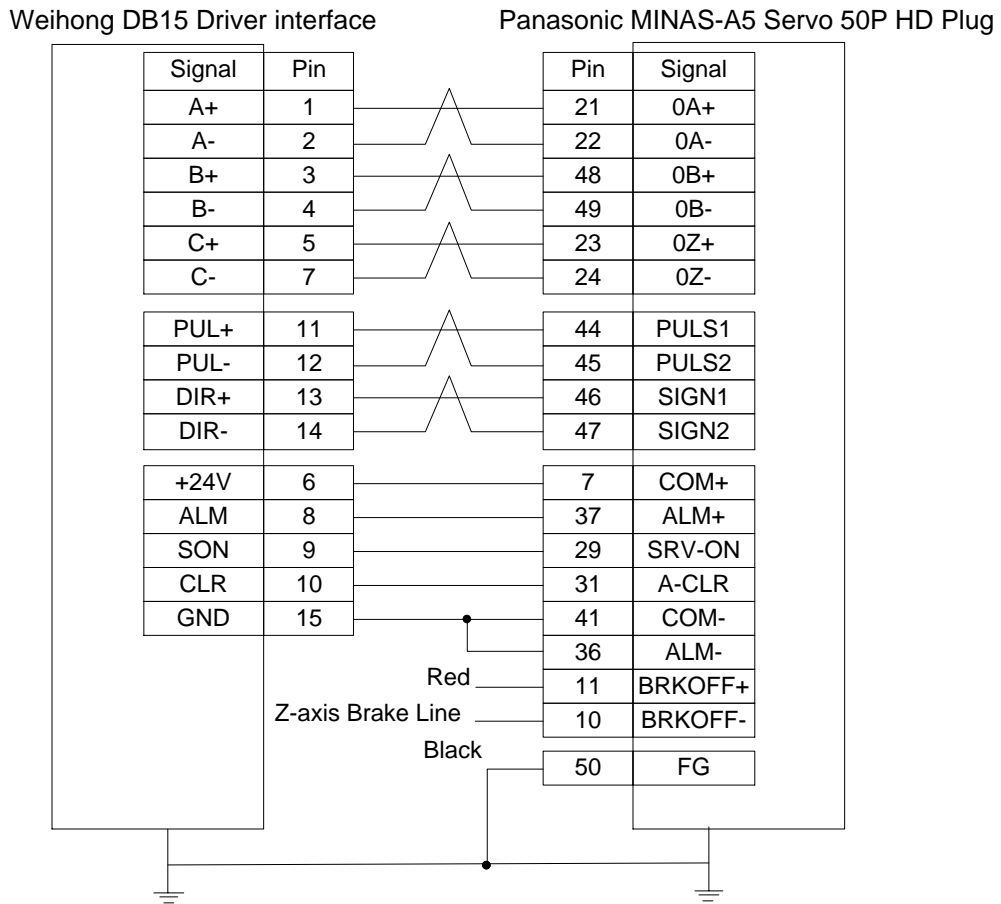 Weihong DB15 Driver interface Panasonic MINAS-A5 Servo 50P HD Plug
Signal Pin Pin Signal
A+ 1 21 0A+
A- 2 22 0A-
B+ 3 48 0B+
B- 4 49 0B-
C+ 5 23 0Z+
C- 7 24 0Z-
PUL+ 11 44 PULS1
PUL- 12 45 PULS2
DIR+ 13 46 SIGN1
DIR- 14 47 SIGN2
+24V 6 7 COM+
ALM 8 37 ALM+
SON 9 29 SRV-ON
CLR 10 31 A-CLR
GND 15 41 COM-
36 ALM-
Red 11 BRKOFF+
Z-axis Brake Line 10 BRKOFF-
Black
50 FG